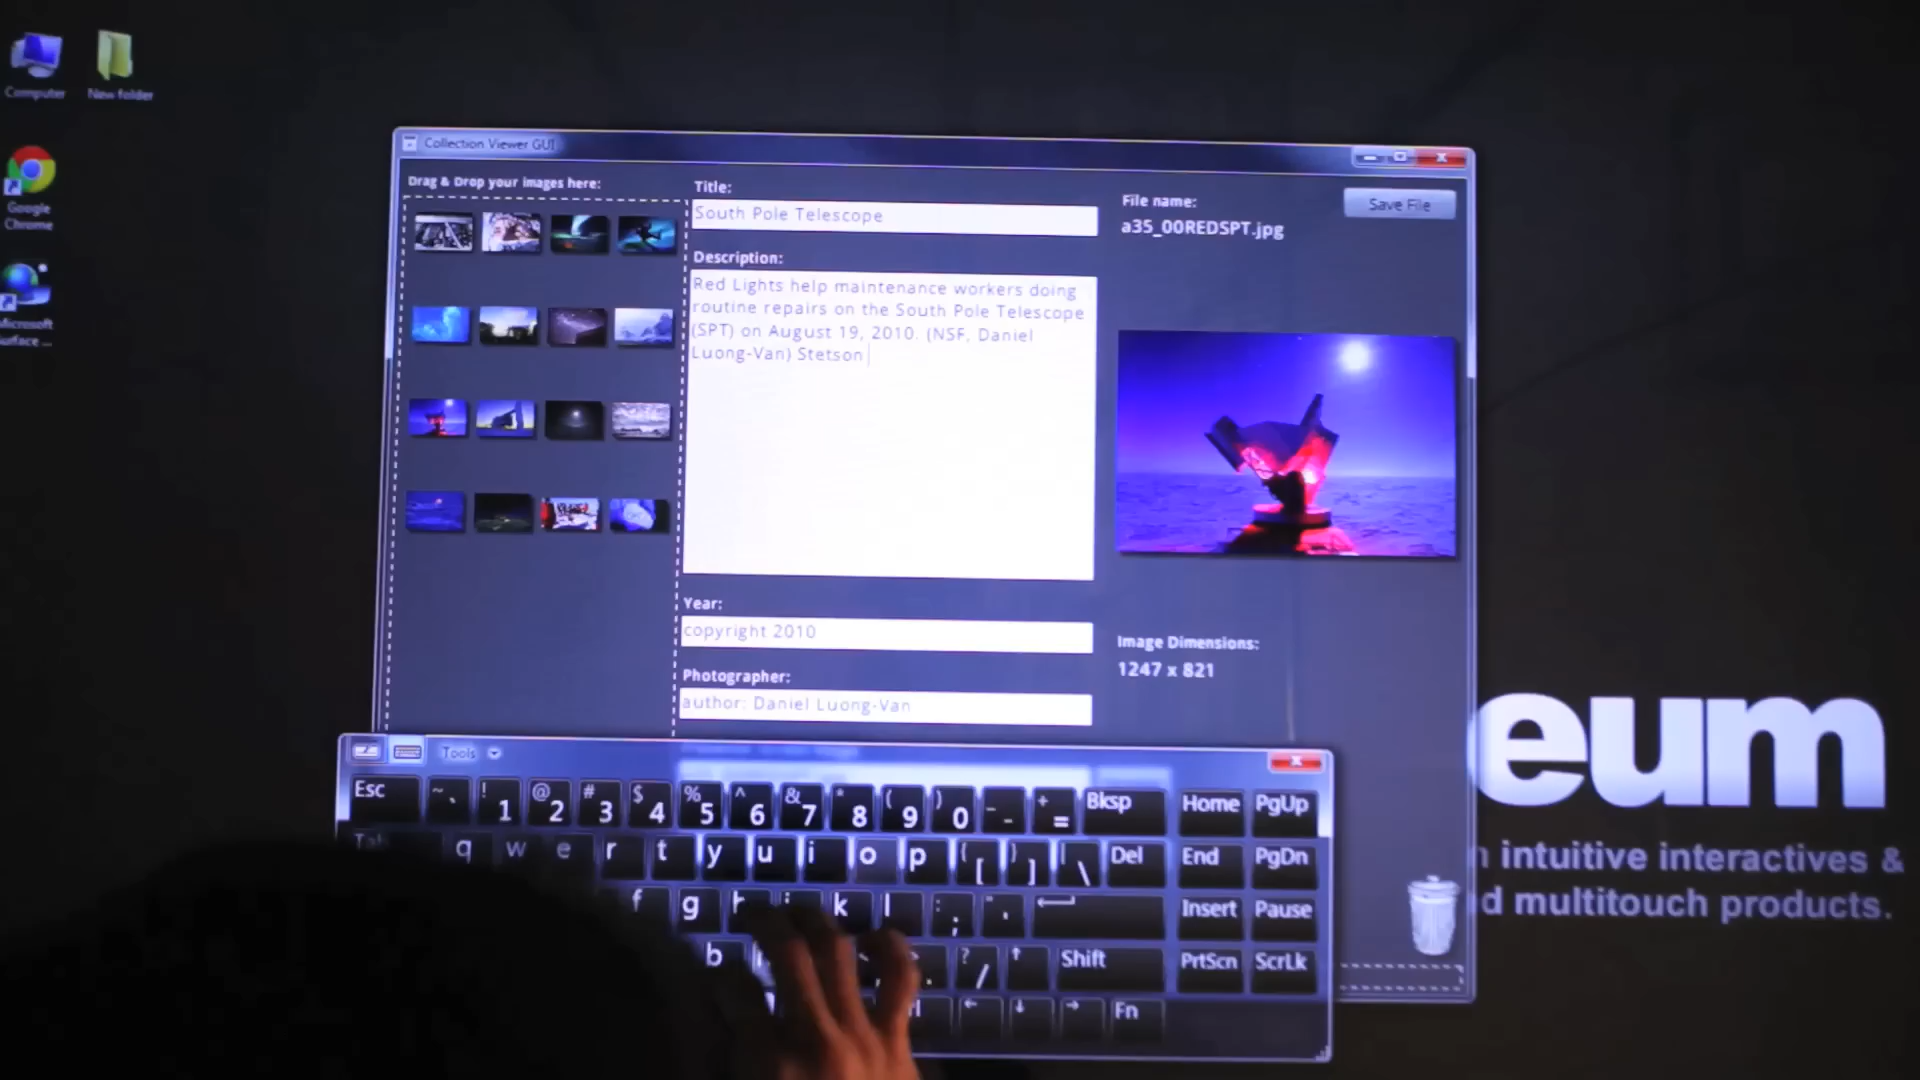 Computer
New folder
Google
Chrome
Microsoft
Surface ...
Collection Viewer GUI
Drag & Drop your images here:
Title:
South Pole Telescope
Description:
Red Lights help maintenance workers doing
routine repairs on the South Pole Telescope
(SPT) on August 19, 2010. (NSF, Daniel
Luong-Van) Stetson
Year:
copyright 2010
Photographer:
author: Daniel Luong-Van
File name:
a35_00REDSPT.jpg
Save File
Image Dimensions:
1247 x 821
eum
intuitive interactives &
d multitouch products.
Tools
Esc ~ ` ! 1 @ 2 # 3 $ 4 % 5 ^ 6 & 7 * 8 ( 9 ) 0 _ - + = Bksp Home PgUp
Tab q w e r t y u i o p { [ } ] | \ Del End PgDn
f g h j k l : ; " ' Insert Pause
b ? / Shift PrtScn ScrLk
Fn